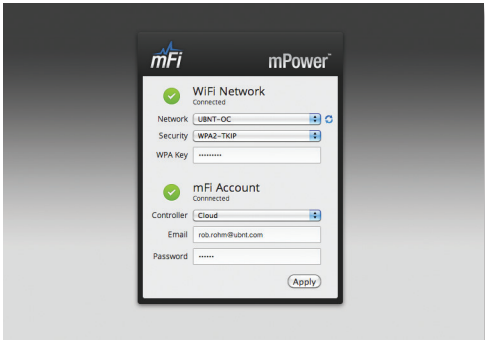 mFi mPower™
WiFi Network
Connected
Network UBNT-OC
Security WPA2-TKIP
WPA Key •••••••••
mFi Account
Connnected
Controller Cloud
Email rob.rohm@ubnt.com
Password ••••••
Apply